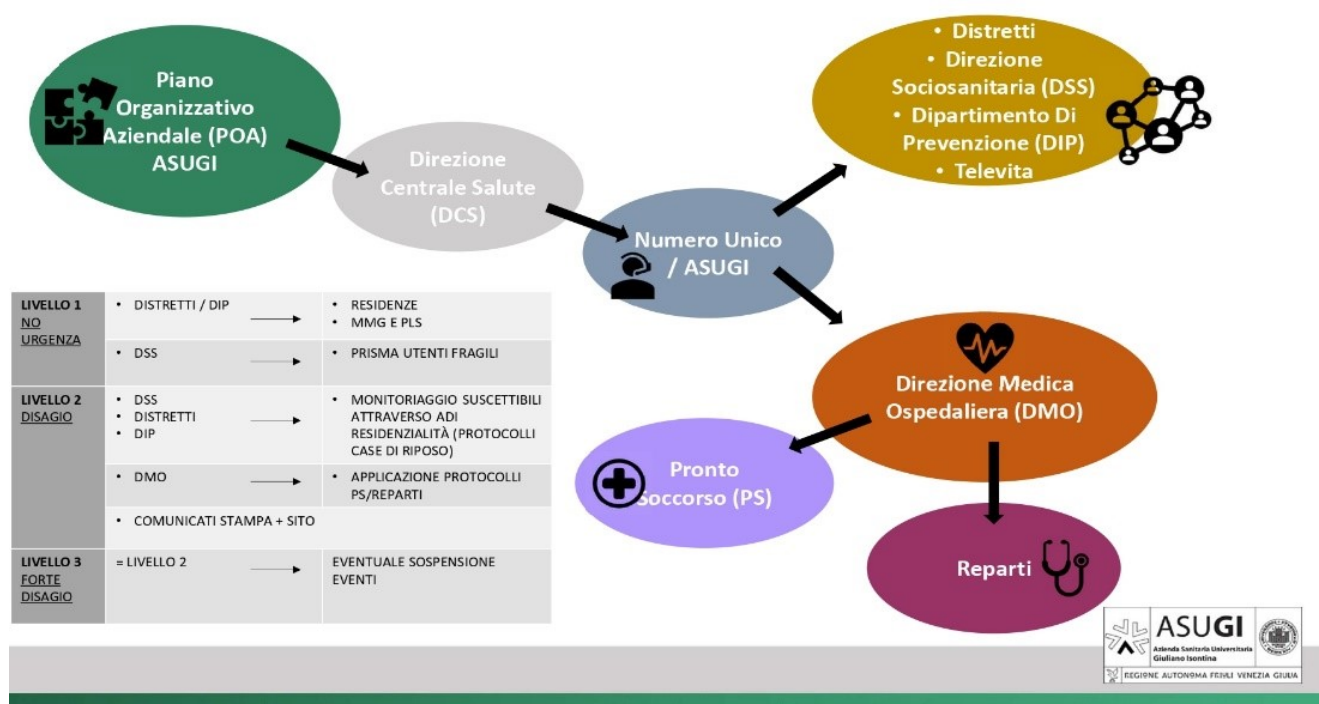 Piano
Organizzativo
Aziendale (POA)
ASUGI
Direzione
Centrale Salute
(DCS)
Numero Unico
/ ASUGI
• Distretti
• Direzione
Sociosanitaria (DSS)
• Dipartimento Di
Prevenzione (DIP)
• Televita
Direzione Medica
Ospedaliera (DMO)
Pronto
Soccorso (PS)
Reparti
LIVELLO 1
NO
URGENZA
• DISTRETTI / DIP
• RESIDENZE
• MMG E PLS
• DSS
• PRISMA UTENTI FRAGILI
LIVELLO 2
DISAGIO
• DSS
• DISTRETTI
• DIP
• MONITORIAGGIO SUSCETTIBILI
ATTRAVERSO ADI
RESIDENZIALITÀ (PROTOCOLLI
CASE DI RIPOSO)
• DMO
• APPLICAZIONE PROTOCOLLI
PS/REPARTI
• COMUNICATI STAMPA + SITO
LIVELLO 3
FORTE
DISAGIO
= LIVELLO 2
EVENTUALE SOSPENSIONE
EVENTI
ASUGI
Azienda Sanitaria Universitaria
Giuliano Isontina
REGIONE AUTONOMA FRIULI VENEZIA GIULIA